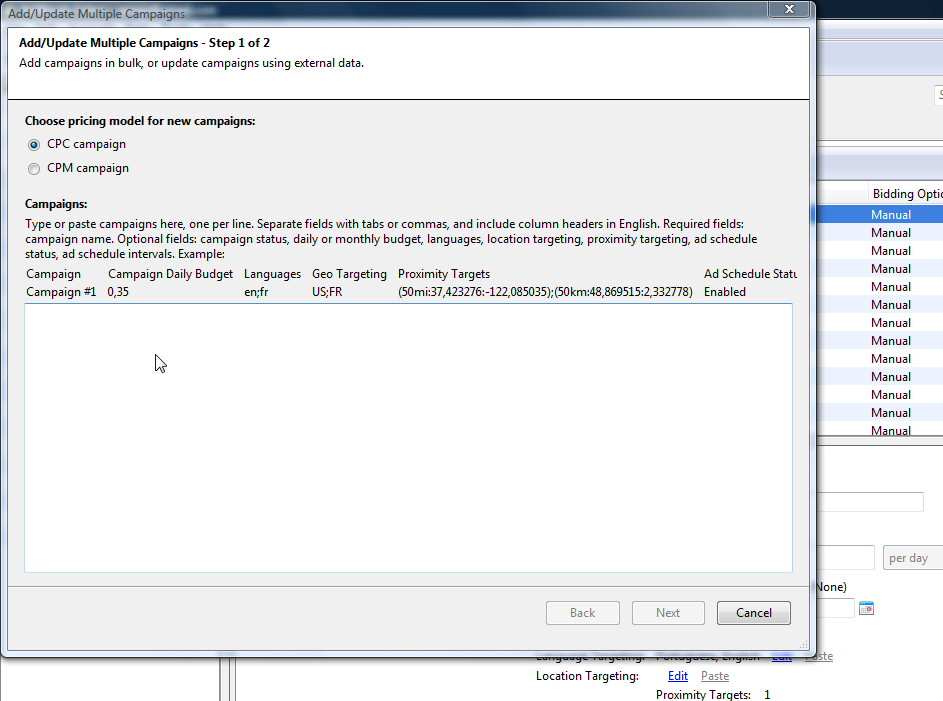 Add/Update Multiple Campaigns
Add/Update Multiple Campaigns - Step 1 of 2
Add campaigns in bulk, or update campaigns using external data.
Choose pricing model for new campaigns:
CPC campaign
CPM campaign
Campaigns:
Type or paste campaigns here, one per line. Separate fields with tabs or commas, and include column headers in English. Required fields:
campaign name. Optional fields: campaign status, daily or monthly budget, languages, location targeting, proximity targeting, ad schedule
status, ad schedule intervals. Example:
Campaign Campaign Daily Budget Languages Geo Targeting Proximity Targets Ad Schedule Statu
Campaign #1 0,35 en;fr US;FR (50mi:37,423276:-122,085035);(50km:48,869515:2,332778) Enabled
Back Next Cancel
Bidding Optio
Manual
Manual
Manual
Manual
Manual
Manual
Manual
Manual
Manual
Manual
Manual
Manual
Manual
per day
None)
Language Targeting: Portuguese, English Edit Paste
Location Targeting: Edit Paste
Proximity Targets: 1